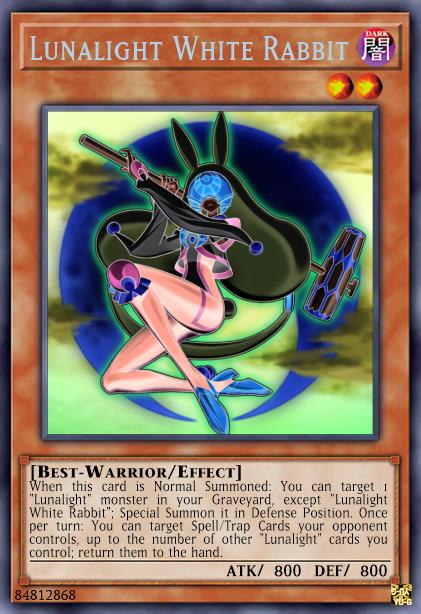 LUNALIGHT WHITE RABBIT
DARK
闇
[BEST-WARRIOR/EFFECT]
When this card is Normal Summoned: You can target 1
"Lunalight" monster in your Graveyard, except "Lunalight
White Rabbit"; Special Summon it in Defense Position. Once
per turn: You can target Spell/Trap Cards your opponent
controls, up to the number of other "Lunalight" cards you
control; return them to the hand.
ATK/ 800 DEF/ 800
84812868